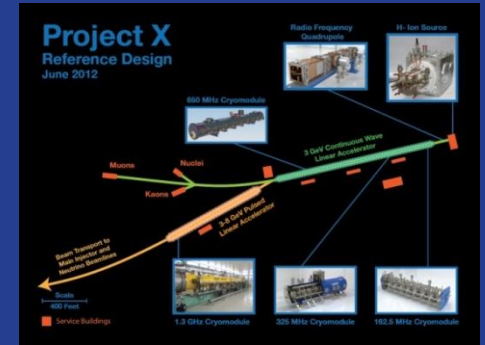 Project X
Reference Design
June 2012
Radio Frequency
Quadrupole
H- Ion Source
650 MHz Cryomodule
3 GeV Continuous Wave
Linear Accelerator
Muons
Nuclei
Kaons
3-8 GeV Pulsed
Linear Accelerator
Beam Transport to
Main Injector and
Neutrino Beamlines
Scale
400 Feet
Service Buildings
1.3 GHz Cryomodule
325 MHz Cryomodule
162.5 MHz Cryomodule